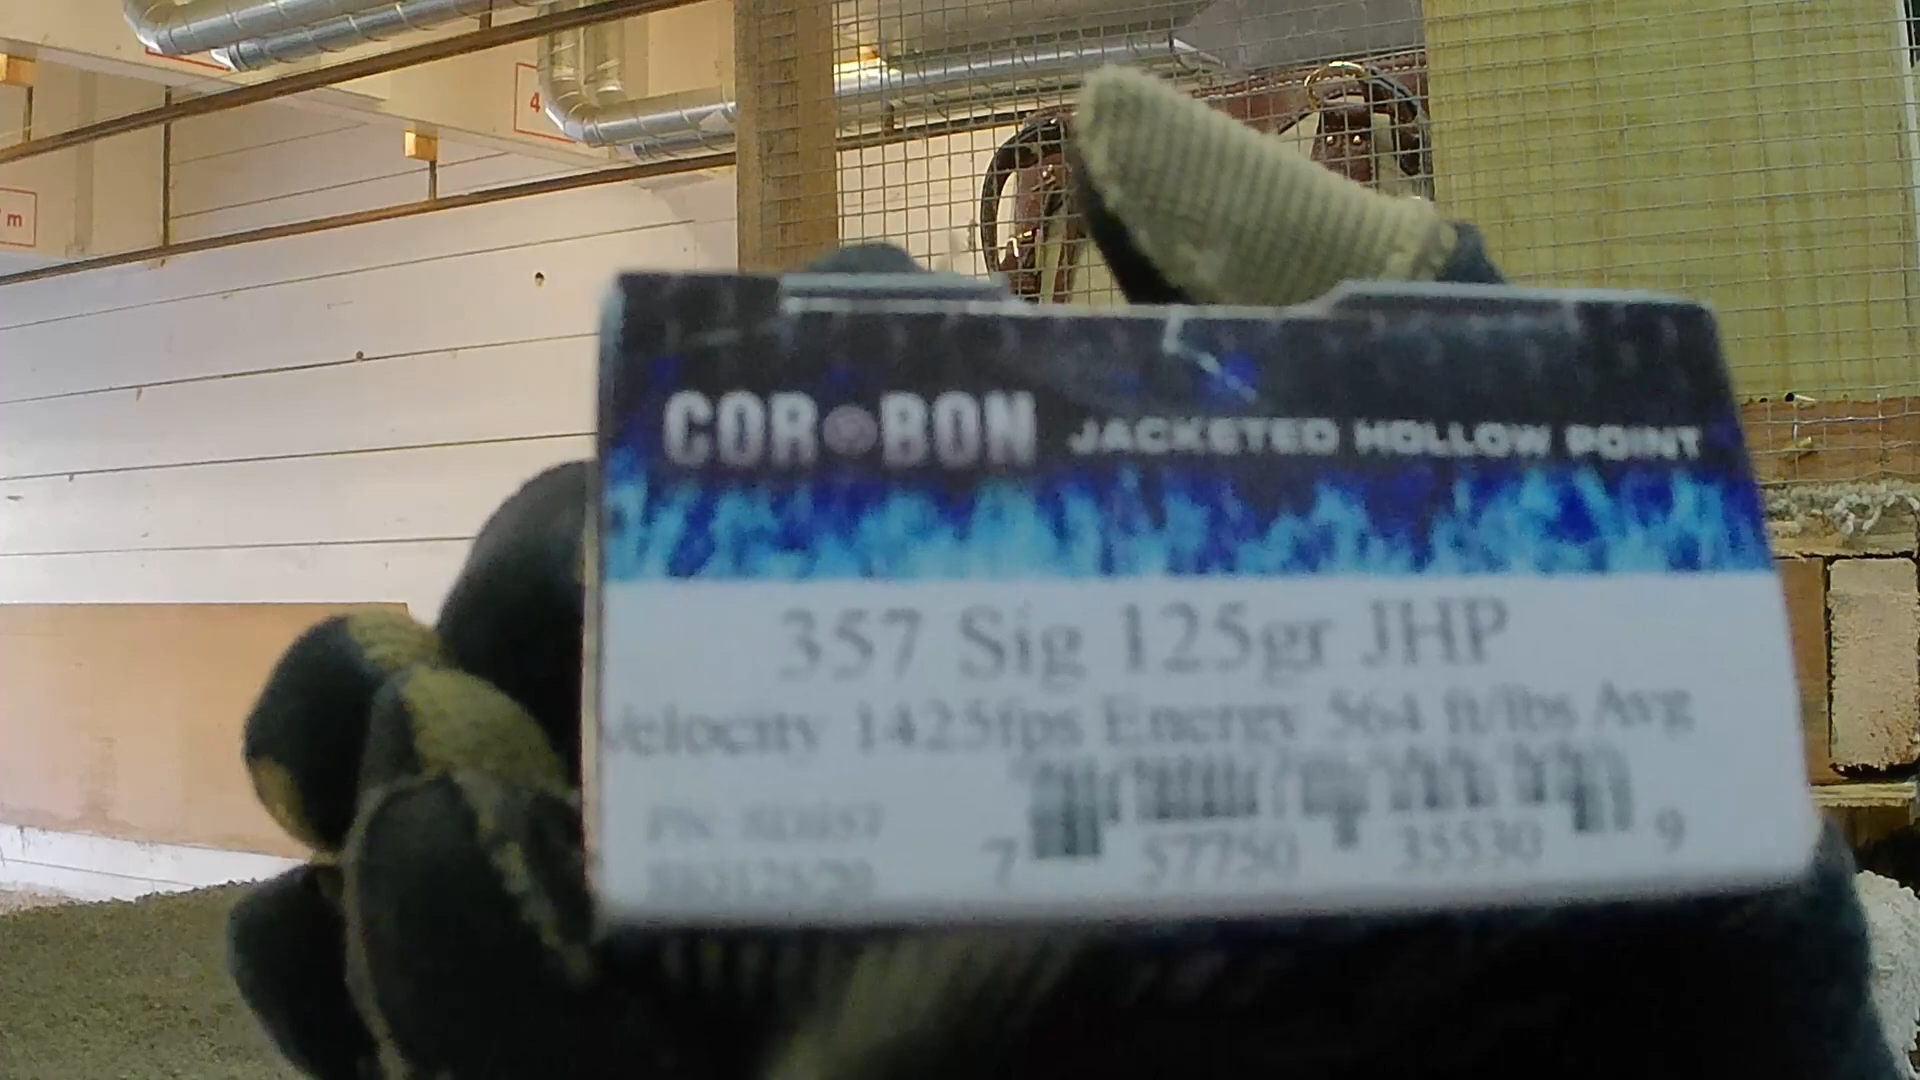 4
m
COR BON JACKETED HOLLOW POINT
357 Sig 125gr JHP
Velocity 1425fps Energy 564 ft/lbs Avg
7 57750 35530 9